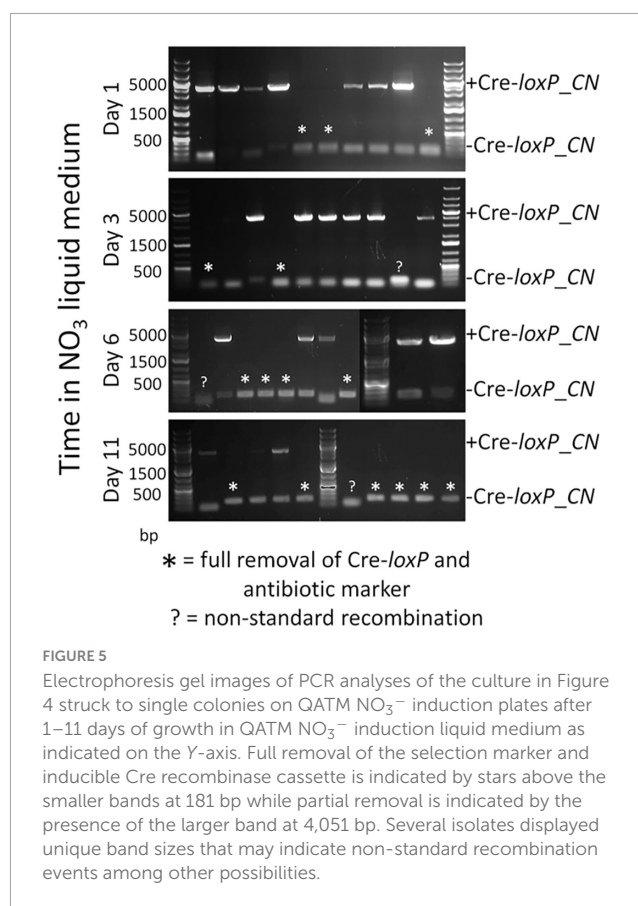 Time in NO3 liquid medium
Day 1
5000
1500
500
* * *
+Cre-loxP_CN
-Cre-loxP_CN
Day 3
5000
1500
500
* * ?
+Cre-loxP_CN
-Cre-loxP_CN
Day 6
5000
1500
500
? * * * *
+Cre-loxP_CN
-Cre-loxP_CN
Day 11
5000
1500
500
* * ? * * * *
+Cre-loxP_CN
-Cre-loxP_CN
bp
* = full removal of Cre-loxP and
antibiotic marker
? = non-standard recombination
FIGURE 5
Electrophoresis gel images of PCR analyses of the culture in Figure
4 struck to single colonies on QATM NO3− induction plates after
1–11 days of growth in QATM NO3− induction liquid medium as
indicated on the Y-axis. Full removal of the selection marker and
inducible Cre recombinase cassette is indicated by stars above the
smaller bands at 181 bp while partial removal is indicated by the
presence of the larger band at 4,051 bp. Several isolates displayed
unique band sizes that may indicate non-standard recombination
events among other possibilities.